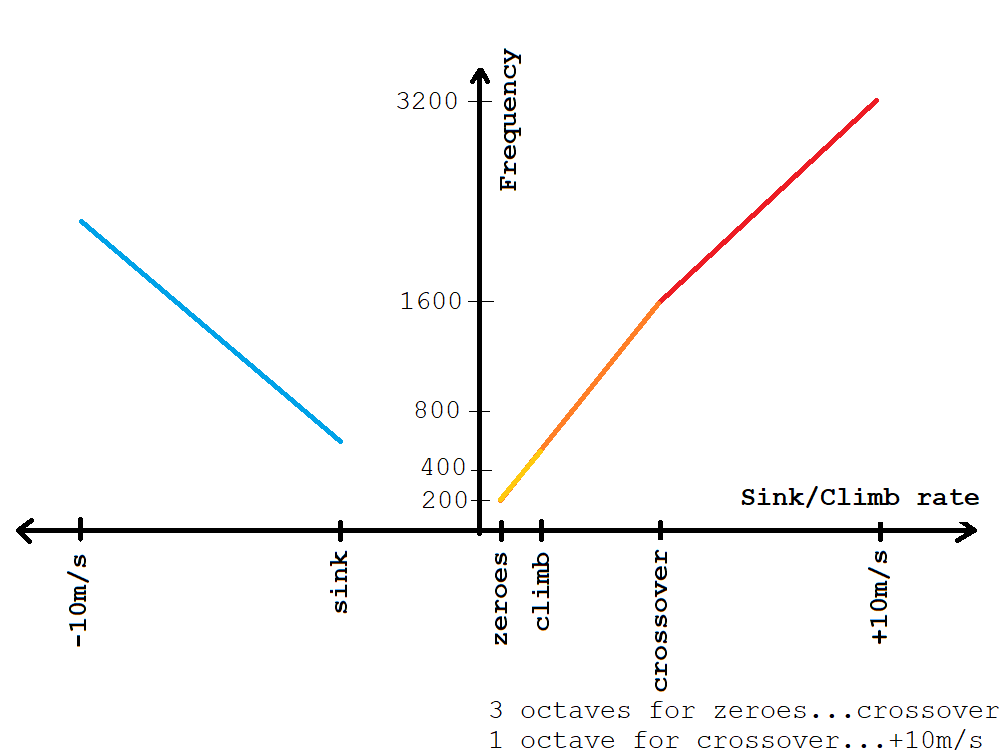 Frequency
3200
1600
800
400
200
Sink/Climb rate
-10m/s
sink
zeroes
climb
crossover
+10m/s
3 octaves for zeroes...crossover
1 octave for crossover...+10m/s